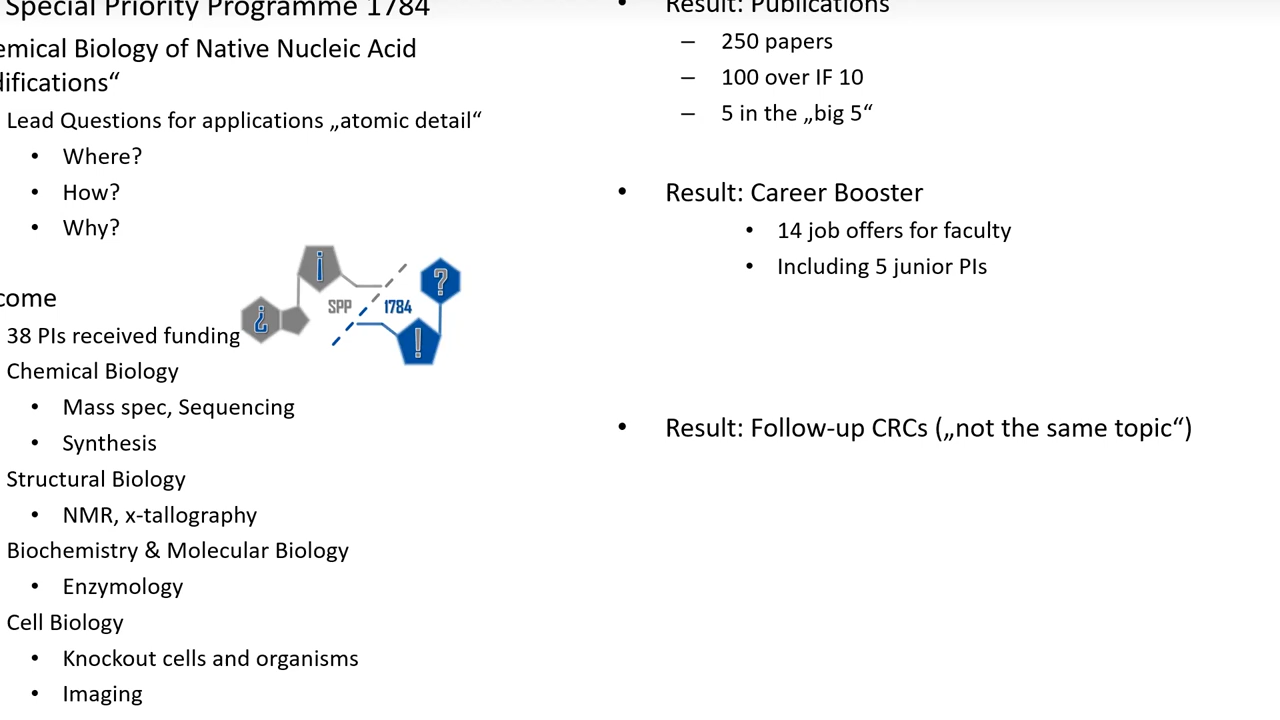 Special Priority Programme 1784
emical Biology of Native Nucleic Acid
difications“
Lead Questions for applications „atomic detail“
• Where?
• How?
• Why?
come
38 PIs received funding
Chemical Biology
• Mass spec, Sequencing
• Synthesis
Structural Biology
• NMR, x-tallography
Biochemistry & Molecular Biology
• Enzymology
Cell Biology
• Knockout cells and organisms
• Imaging
¿ i SPP 1784 ? !
• Result: Publications
– 250 papers
– 100 over IF 10
– 5 in the „big 5“
• Result: Career Booster
• 14 job offers for faculty
• Including 5 junior PIs
• Result: Follow-up CRCs („not the same topic“)